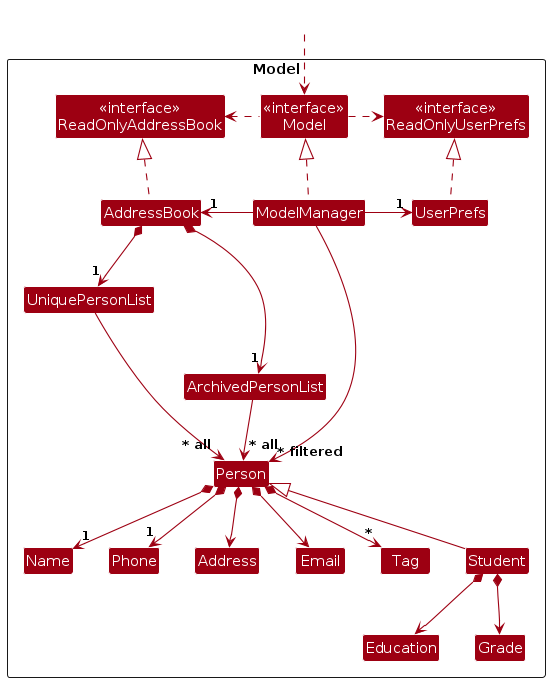 Model
«interface»
ReadOnlyAddressBook
«interface»
Model
«interface»
ReadOnlyUserPrefs
AddressBook
1
ModelManager
1
UserPrefs
1
UniquePersonList
1
ArchivedPersonList
* all
* all
* filtered
Person
1
1
*
Name
Phone
Address
Email
Tag
Student
Education
Grade